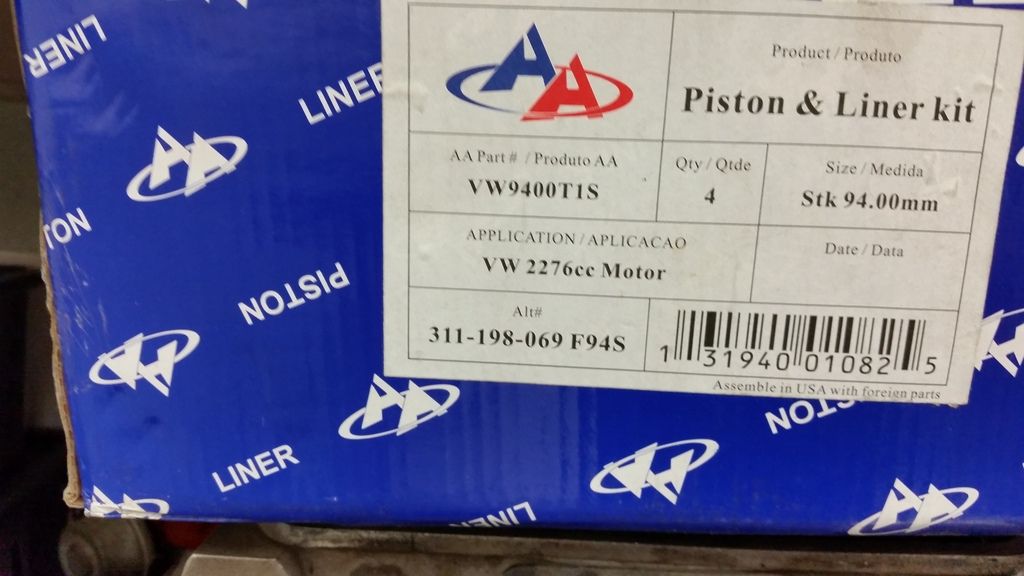 LINER
LINER
Product / Produto
Piston & Liner kit
AA
AA Part # / Produto AA
VW9400T1S
Qty / Qtde
4
Size / Medida
Stk 94.00mm
APPLICATION / APLICACAO
VW 2276cc Motor
Date / Data
Alt#
311-198-069 F94S
1 31940 01082 5
Assemble in USA with foreign parts
TON
PISTON
PISTON
LINER
LINER